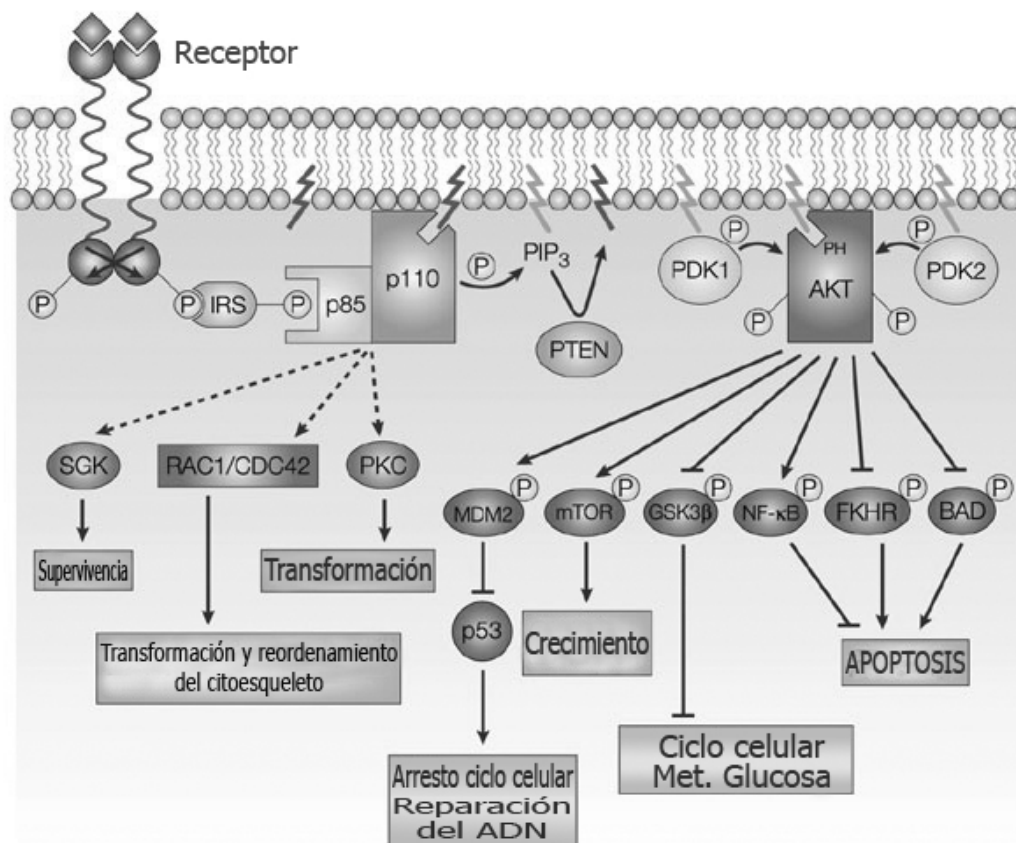 Receptor
P
P
IRS
P
p85
p110
P
PIP3
PTEN
PDK1
P
PH
AKT
P
P
P
PDK2
SGK
RAC1/CDC42
PKC
MDM2
P
mTOR
P
GSK3β
P
NF-κB
P
FKHR
P
BAD
P
Supervivencia
Transformación
p53
Crecimiento
APOPTOSIS
Transformación y reordenamiento
del citoesqueleto
Arresto ciclo celular
Reparación
del ADN
Ciclo celular
Met. Glucosa